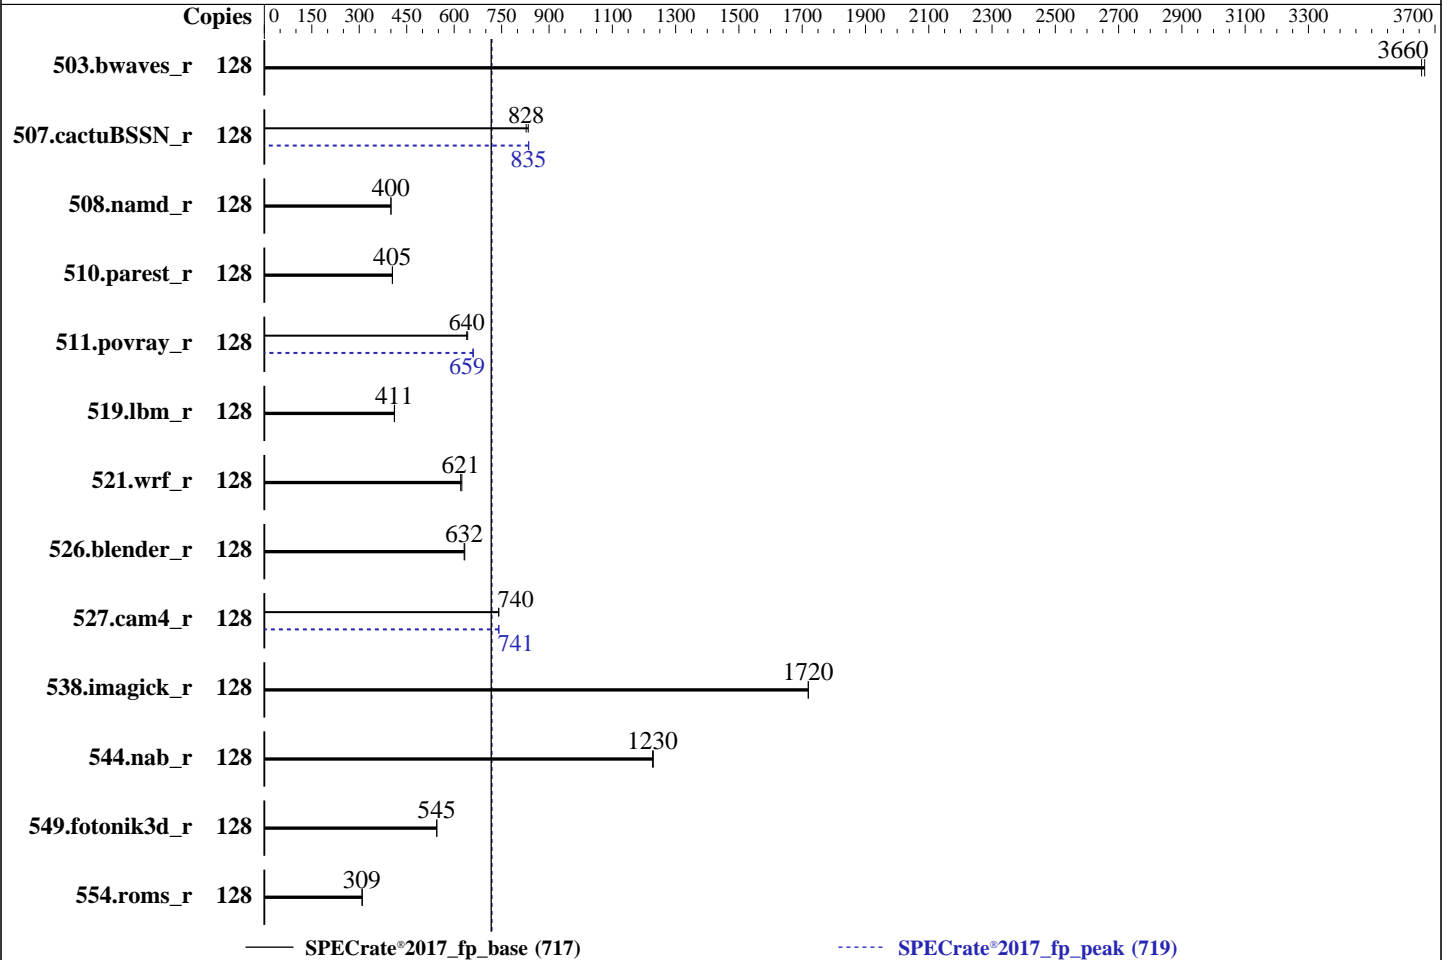 Copies 0 150 300 450 600 750 900 1100 1300 1500 1700 1900 2100 2300 2500 2700 2900 3100 3300 3700
503.bwaves_r 128 3660
507.cactuBSSN_r 128 828
835
508.namd_r 128 400
510.parest_r 128 405
511.povray_r 128 640
659
519.lbm_r 128 411
521.wrf_r 128 621
526.blender_r 128 632
527.cam4_r 128 740
741
538.imagick_r 128 1720
544.nab_r 128 1230
549.fotonik3d_r 128 545
554.roms_r 128 309
SPECrate®2017_fp_base (717) SPECrate®2017_fp_peak (719)